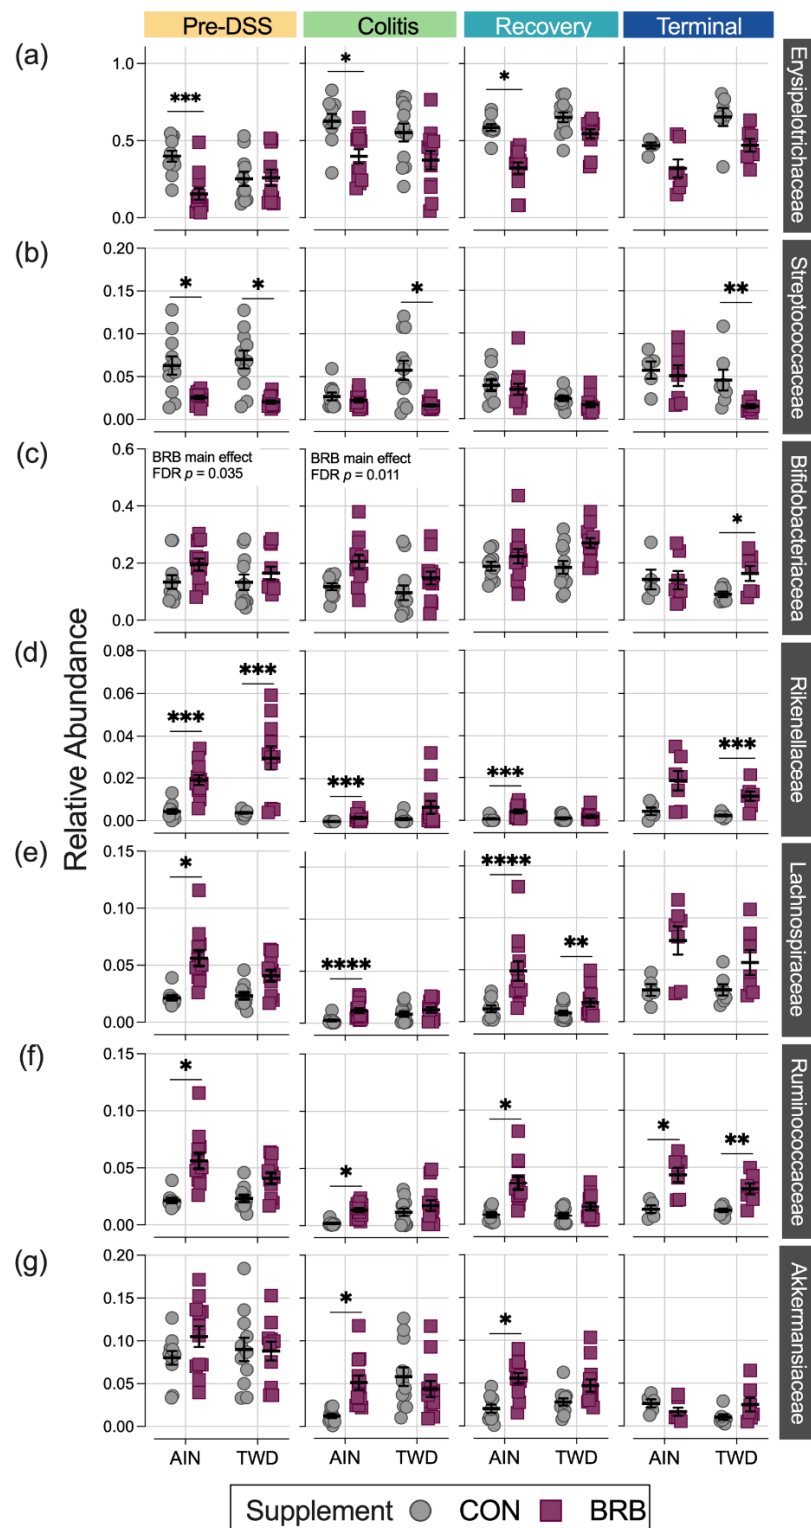 Pre-DSS Colitis Recovery Terminal
(a)
1.0
0.5
0.0
*** * *
Erysipelotrichaceae
(b)
0.20
0.15
0.10
0.05
0.00
* * * **
Streptococcaceae
(c)
0.6
0.4
0.2
0.0
BRB main effect
FDR p = 0.035
BRB main effect
FDR p = 0.011
*
Bifidobacteriaceea
(d)
0.08
0.06
0.04
0.02
0.00
*** *** *** *** ***
Rikenellaceae
(e)
0.15
0.10
0.05
0.00
* **** **** **
Lachnospiraceae
(f)
0.15
0.10
0.05
0.00
* * * * **
Ruminococcaceae
(g)
0.20
0.15
0.10
0.05
0.00
* *
Akkermansiaceae
Relative Abundance
AIN TWD AIN TWD AIN TWD AIN TWD
Supplement CON BRB